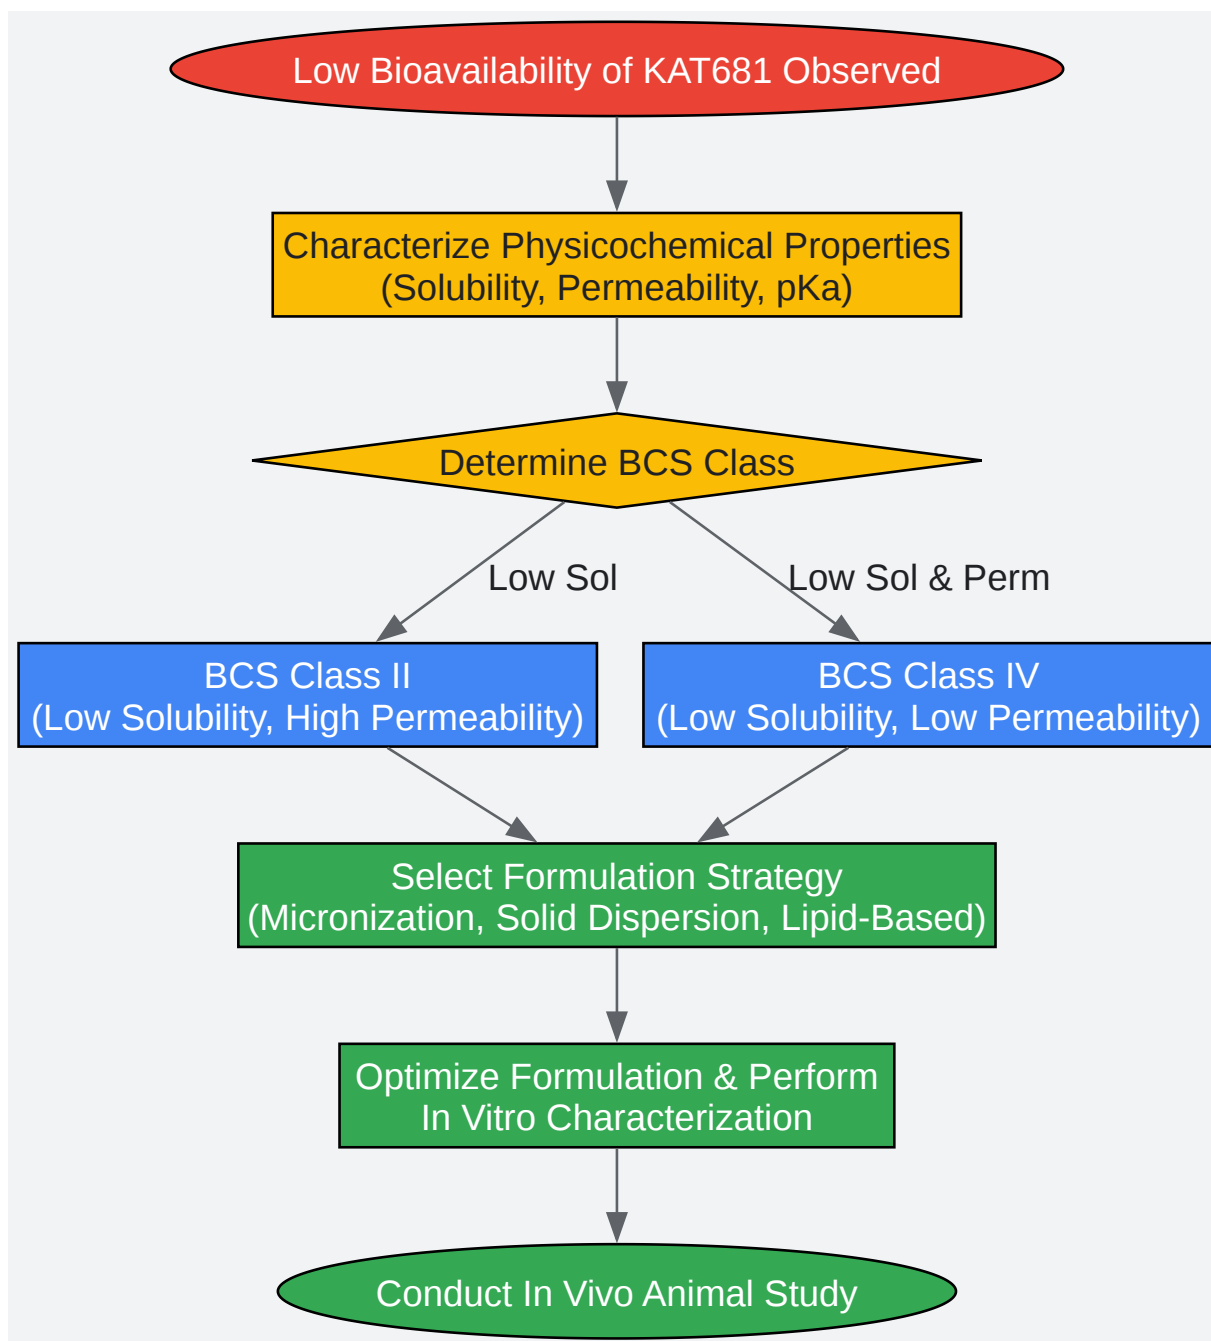 Low Bioavailability of KAT681 Observed
Characterize Physicochemical Properties
(Solubility, Permeability, pKa)
Determine BCS Class
Low Sol
Low Sol & Perm
BCS Class II
(Low Solubility, High Permeability)
BCS Class IV
(Low Solubility, Low Permeability)
Select Formulation Strategy
(Micronization, Solid Dispersion, Lipid-Based)
Optimize Formulation & Perform
In Vitro Characterization
Conduct In Vivo Animal Study